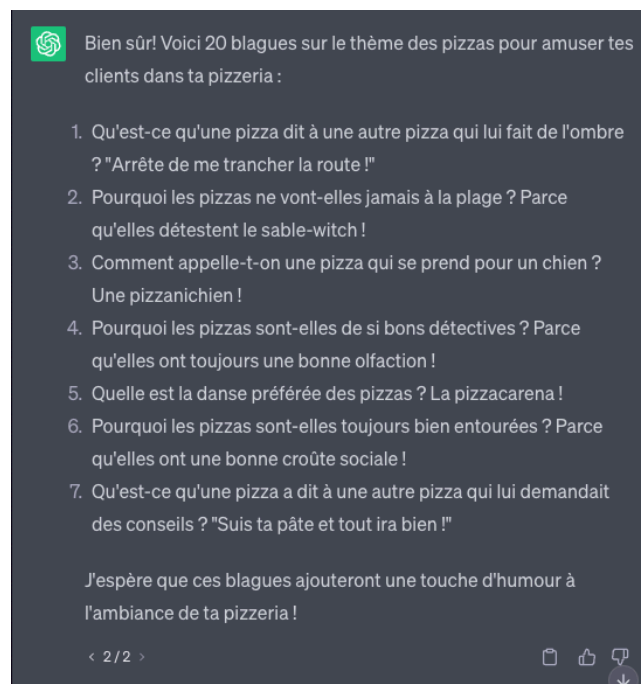 Bien sûr! Voici 20 blagues sur le thème des pizzas pour amuser tes
clients dans ta pizzeria :
1. Qu'est-ce qu'une pizza dit à une autre pizza qui lui fait de l'ombre
? "Arrête de me trancher la route !"
2. Pourquoi les pizzas ne vont-elles jamais à la plage ? Parce
qu'elles détestent le sable-witch !
3. Comment appelle-t-on une pizza qui se prend pour un chien ?
Une pizzanichien !
4. Pourquoi les pizzas sont-elles de si bons détectives ? Parce
qu'elles ont toujours une bonne olfaction !
5. Quelle est la danse préférée des pizzas ? La pizzacarena !
6. Pourquoi les pizzas sont-elles toujours bien entourées ? Parce
qu'elles ont une bonne croûte sociale !
7. Qu'est-ce qu'une pizza a dit à une autre pizza qui lui demandait
des conseils ? "Suis ta pâte et tout ira bien !"
J'espère que ces blagues ajouteront une touche d'humour à
l'ambiance de ta pizzeria !
< 2/2 >